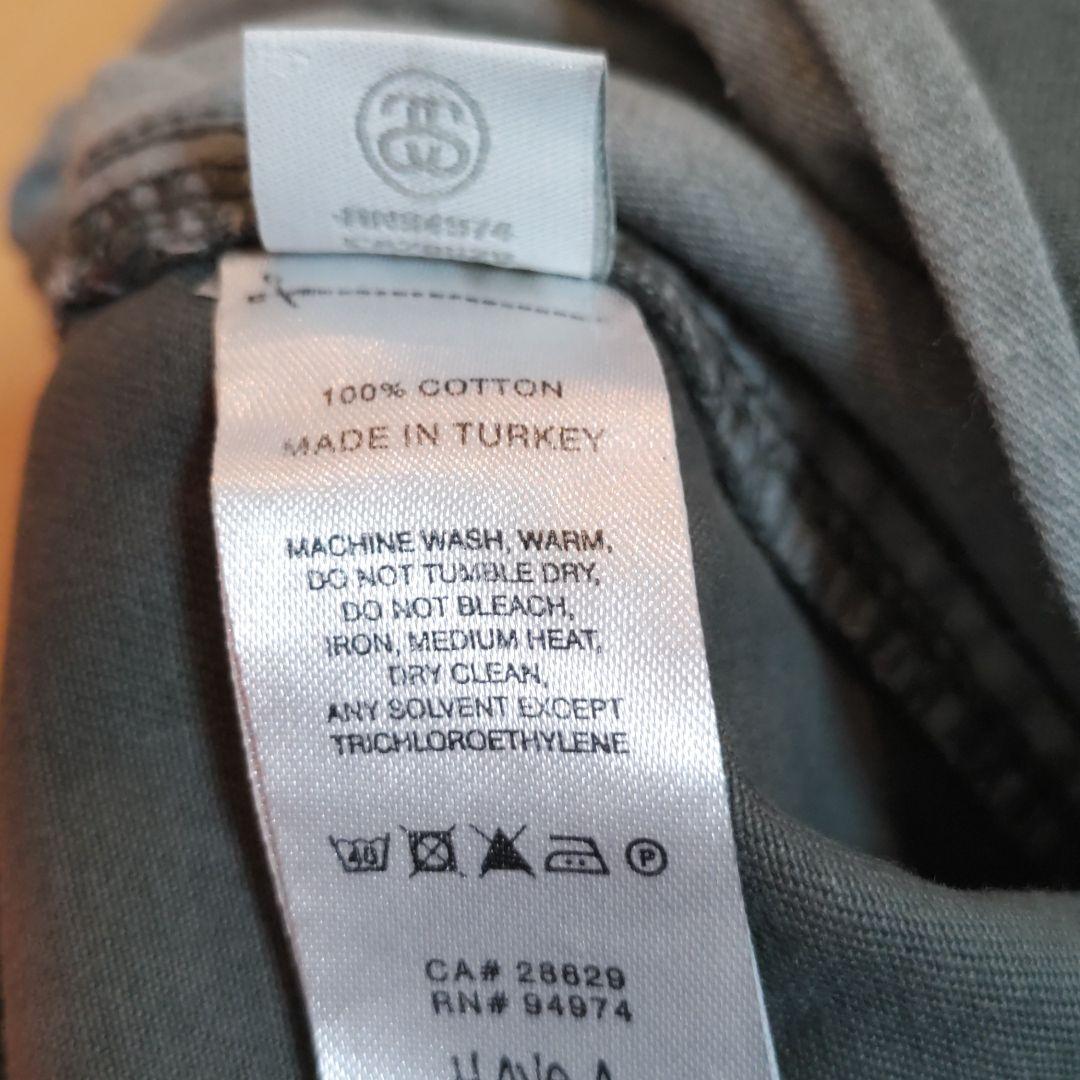 RN94974
100% COTTON
MADE IN TURKEY
MACHINE WASH, WARM,
DO NOT TUMBLE DRY,
DO NOT BLEACH,
IRON, MEDIUM HEAT,
DRY CLEAN,
ANY SOLVENT EXCEPT
TRICHLOROETHYLENE
40
P
CA# 28629
RN# 94974